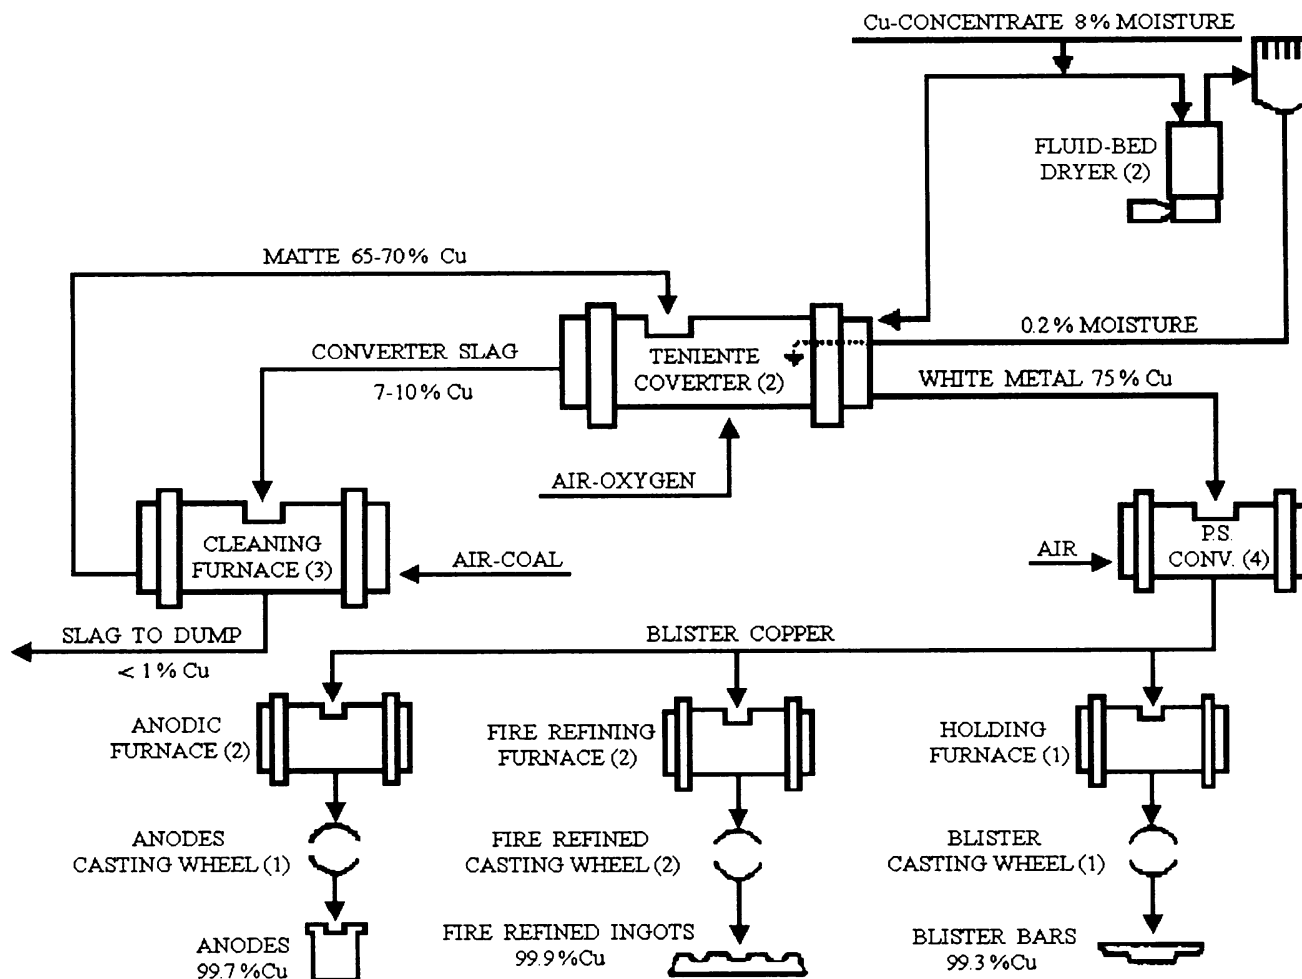 Cu-CONCENTRATE 8% MOISTURE
FLUID-BED
DRYER (2)
MATTE 65-70% Cu
0.2% MOISTURE
CONVERTER SLAG
7-10% Cu
TENIENTE
COVERTER (2)
WHITE METAL 75% Cu
AIR-OXYGEN
CLEANING
FURNACE (3)
AIR-COAL
AIR
P.S.
CONV. (4)
SLAG TO DUMP
< 1% Cu
BLISTER COPPER
ANODIC
FURNACE (2)
FIRE REFINING
FURNACE (2)
HOLDING
FURNACE (1)
ANODES
CASTING WHEEL (1)
FIRE REFINED
CASTING WHEEL (2)
BLISTER
CASTING WHEEL (1)
ANODES
99.7%Cu
FIRE REFINED INGOTS
99.9%Cu
BLISTER BARS
99.3%Cu